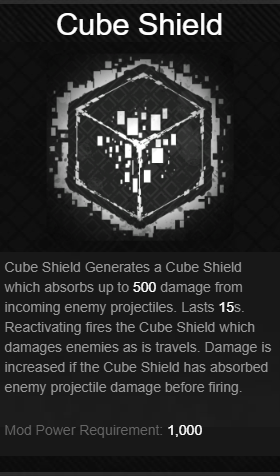 Cube Shield
Cube Shield Generates a Cube Shield
which absorbs up to 500 damage from
incoming enemy projectiles. Lasts 15s.
Reactivating fires the Cube Shield which
damages enemies as is travels. Damage is
increased if the Cube Shield has absorbed
enemy projectile damage before firing.
Mod Power Requirement: 1,000